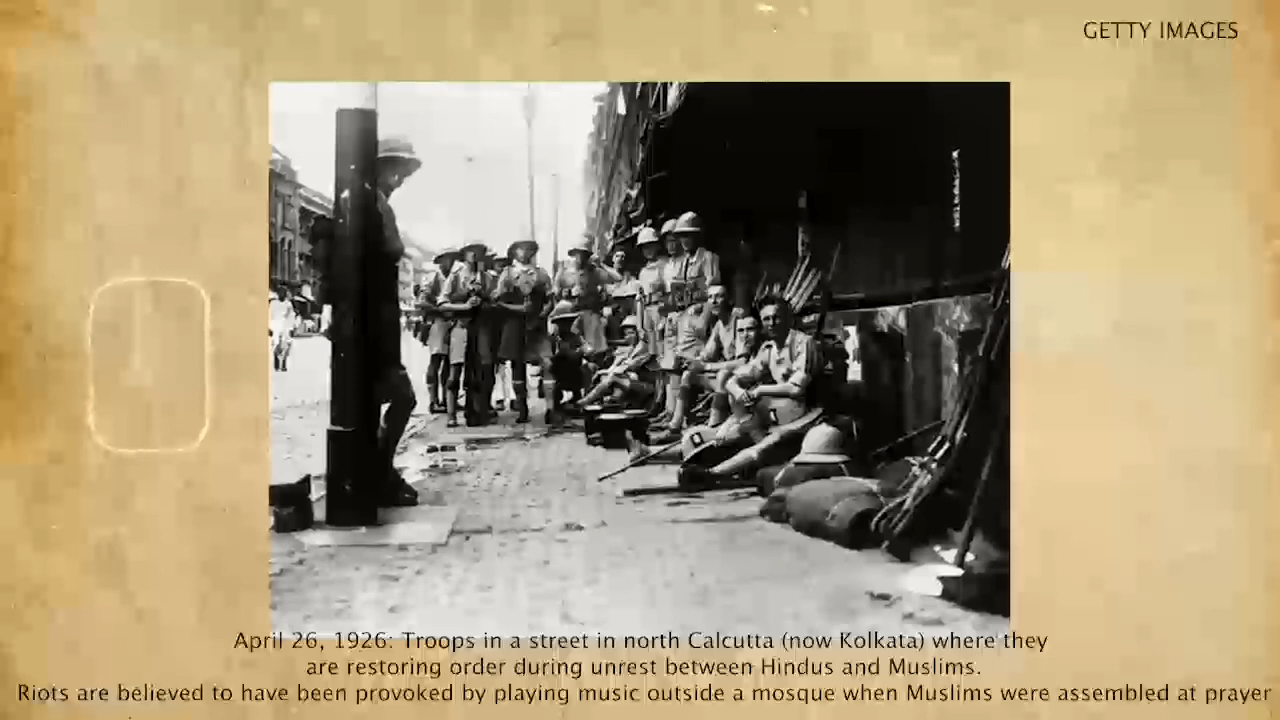 GETTY IMAGES
April 26, 1926: Troops in a street in north Calcutta (now Kolkata) where they
are restoring order during unrest between Hindus and Muslims.
Riots are believed to have been provoked by playing music outside a mosque when Muslims were assembled at prayer